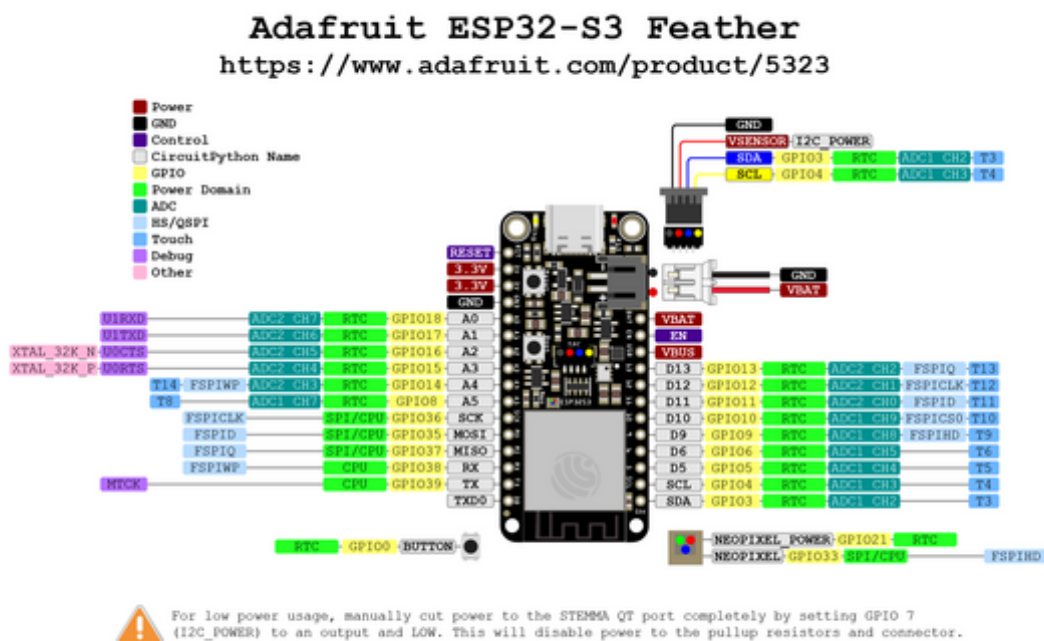 Adafruit ESP32-S3 Feather
https://www.adafruit.com/product/5323
Power
GND
Control
CircuitPython Name
GPIO
Power Domain
ADC
HS/QSPI
Touch
Debug
Other
GND
VSENSOR I2C_POWER
SDA GPIO3 RTC ADC1 CH2 T3
SCL GPIO4 RTC ADC1 CH3 T4
GND
VBAT
RESET
3.3V
3.3V
GND
U1RXD ADC2 CH7 RTC GPIO18 A0
U1TXD ADC2 CH6 RTC GPIO17 A1
XTAL_32K_N U0CTS ADC2 CH5 RTC GPIO16 A2
XTAL_32K_P U0RTS ADC2 CH4 RTC GPIO15 A3
T14 FSPIWP ADC2 CH3 RTC GPIO14 A4
T8 ADC1 CH7 RTC GPIO8 A5
FSPICLK SPI/CPU GPIO36 SCK
FSPID SPI/CPU GPIO35 MOSI
FSPIQ SPI/CPU GPIO37 MISO
FSPIWP CPU GPIO38 RX
MTCK CPU GPIO39 TX
TXD0
VBAT
EN
VBUS
D13 GPIO13 RTC ADC2 CH2 FSPIQ T13
D12 GPIO12 RTC ADC2 CH1 FSPICLK T12
D11 GPIO11 RTC ADC2 CH0 FSPID T11
D10 GPIO10 RTC ADC1 CH9 FSPICS0 T10
D9 GPIO9 RTC ADC1 CH8 FSPIHD T9
D6 GPIO6 RTC ADC1 CH5 T6
D5 GPIO5 RTC ADC1 CH4 T5
SCL GPIO4 RTC ADC1 CH3 T4
SDA GPIO3 RTC ADC1 CH2 T3
RTC GPIO0 BUTTON
NEOPIXEL_POWER GPIO21 RTC
NEOPIXEL GPIO33 SPI/CPU FSPIHD
For low power usage, manually cut power to the STEMMA QT port completely by setting GPIO 7
(I2C_POWER) to an output and LOW. This will disable power to the pullup resistors and connector.